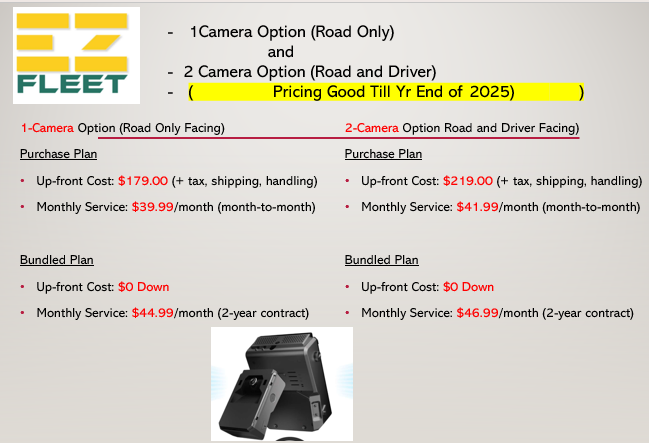 EZ
FLEET
- 1Camera Option (Road Only)
and
- 2 Camera Option (Road and Driver)
- ( Pricing Good Till Yr End of 2025) )
1-Camera Option (Road Only Facing)
Purchase Plan
• Up-front Cost: $179.00 (+ tax, shipping, handling)
• Monthly Service: $39.99/month (month-to-month)
Bundled Plan
• Up-front Cost: $0 Down
• Monthly Service: $44.99/month (2-year contract)
2-Camera Option Road and Driver Facing)
Purchase Plan
• Up-front Cost: $219.00 (+ tax, shipping, handling)
• Monthly Service: $41.99/month (month-to-month)
Bundled Plan
• Up-front Cost: $0 Down
• Monthly Service: $46.99/month (2-year contract)